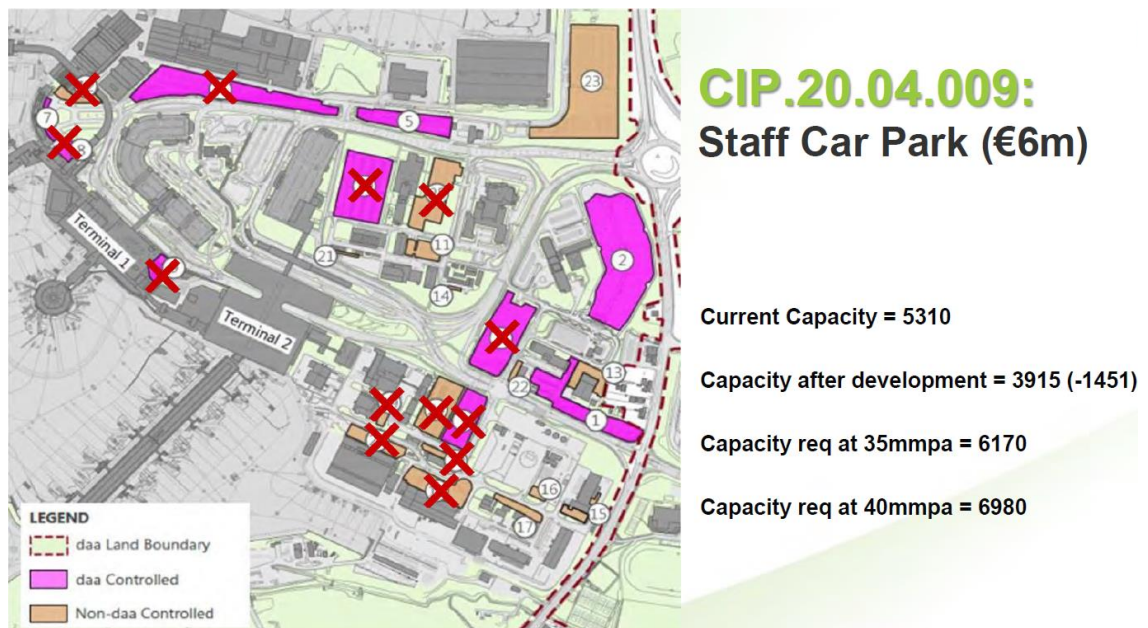 CIP.20.04.009:
Staff Car Park (€6m)
Current Capacity = 5310
Capacity after development = 3915 (-1451)
Capacity req at 35mmpa = 6170
Capacity req at 40mmpa = 6980
23
7
5
8
2
11
21
14
Terminal 1
Terminal 2
13
22
1
16
15
17
LEGEND
daa Land Boundary
daa Controlled
Non-daa Controlled